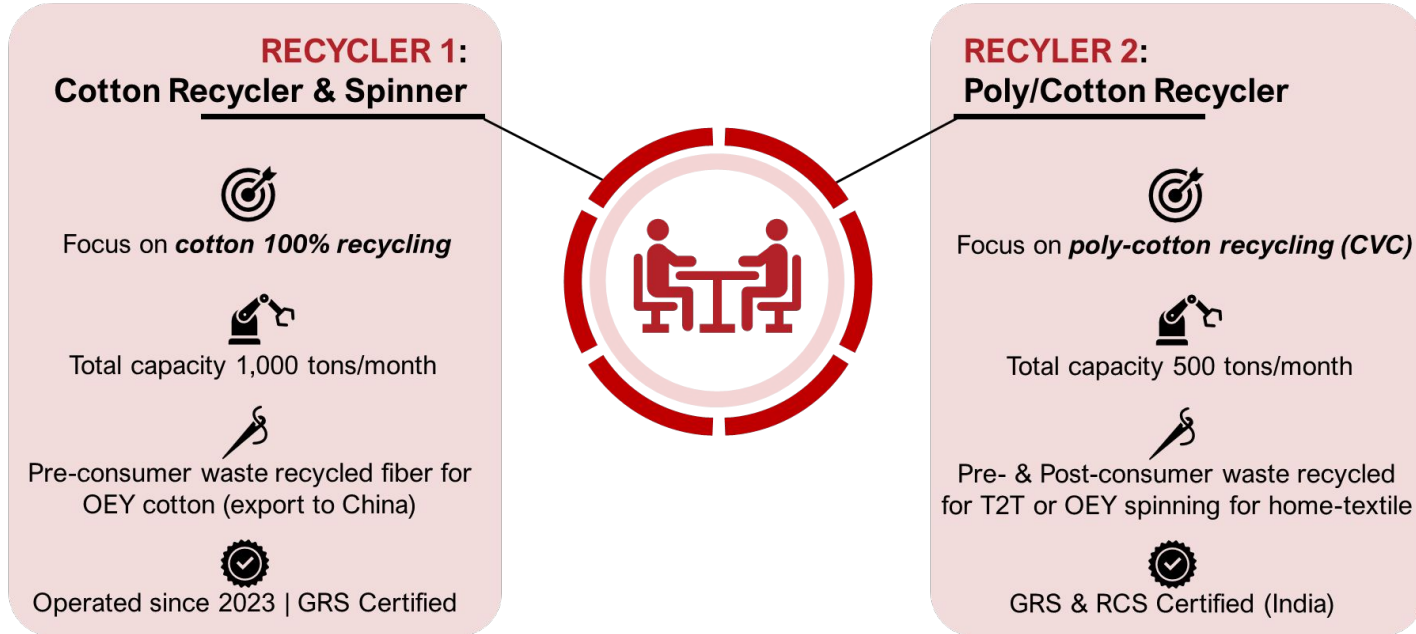 RECYCLER 1:
Cotton Recycler & Spinner
Focus on cotton 100% recycling
Total capacity 1,000 tons/month
Pre-consumer waste recycled fiber for
OEY cotton (export to China)
Operated since 2023 | GRS Certified
RECYLER 2:
Poly/Cotton Recycler
Focus on poly-cotton recycling (CVC)
Total capacity 500 tons/month
Pre- & Post-consumer waste recycled
for T2T or OEY spinning for home-textile
GRS & RCS Certified (India)